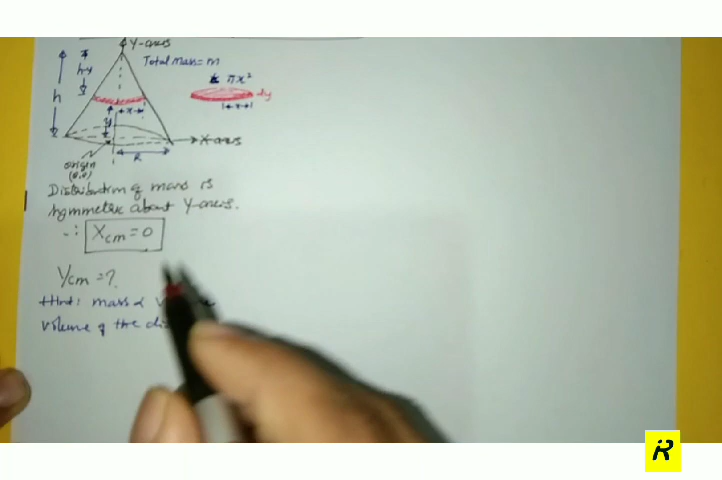 Y-axis
Total mass = m
h-y
h
πx²
dy
x
x
y
X-axis
R
origin
(0,0)
Distribution of mass is
symmetric about Y-axis.
∴ Xcm = 0
Ycm = ?
Hint: mass α
volume of the
R